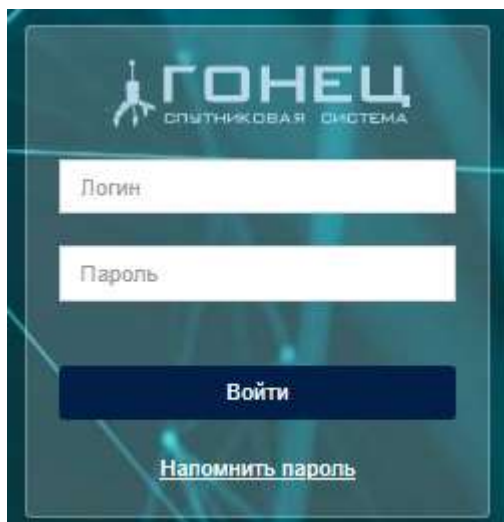 ГОНЕЦ
СПУТНИКОВАЯ СИСТЕМА
Логин
Пароль
Войти
Напомнить пароль